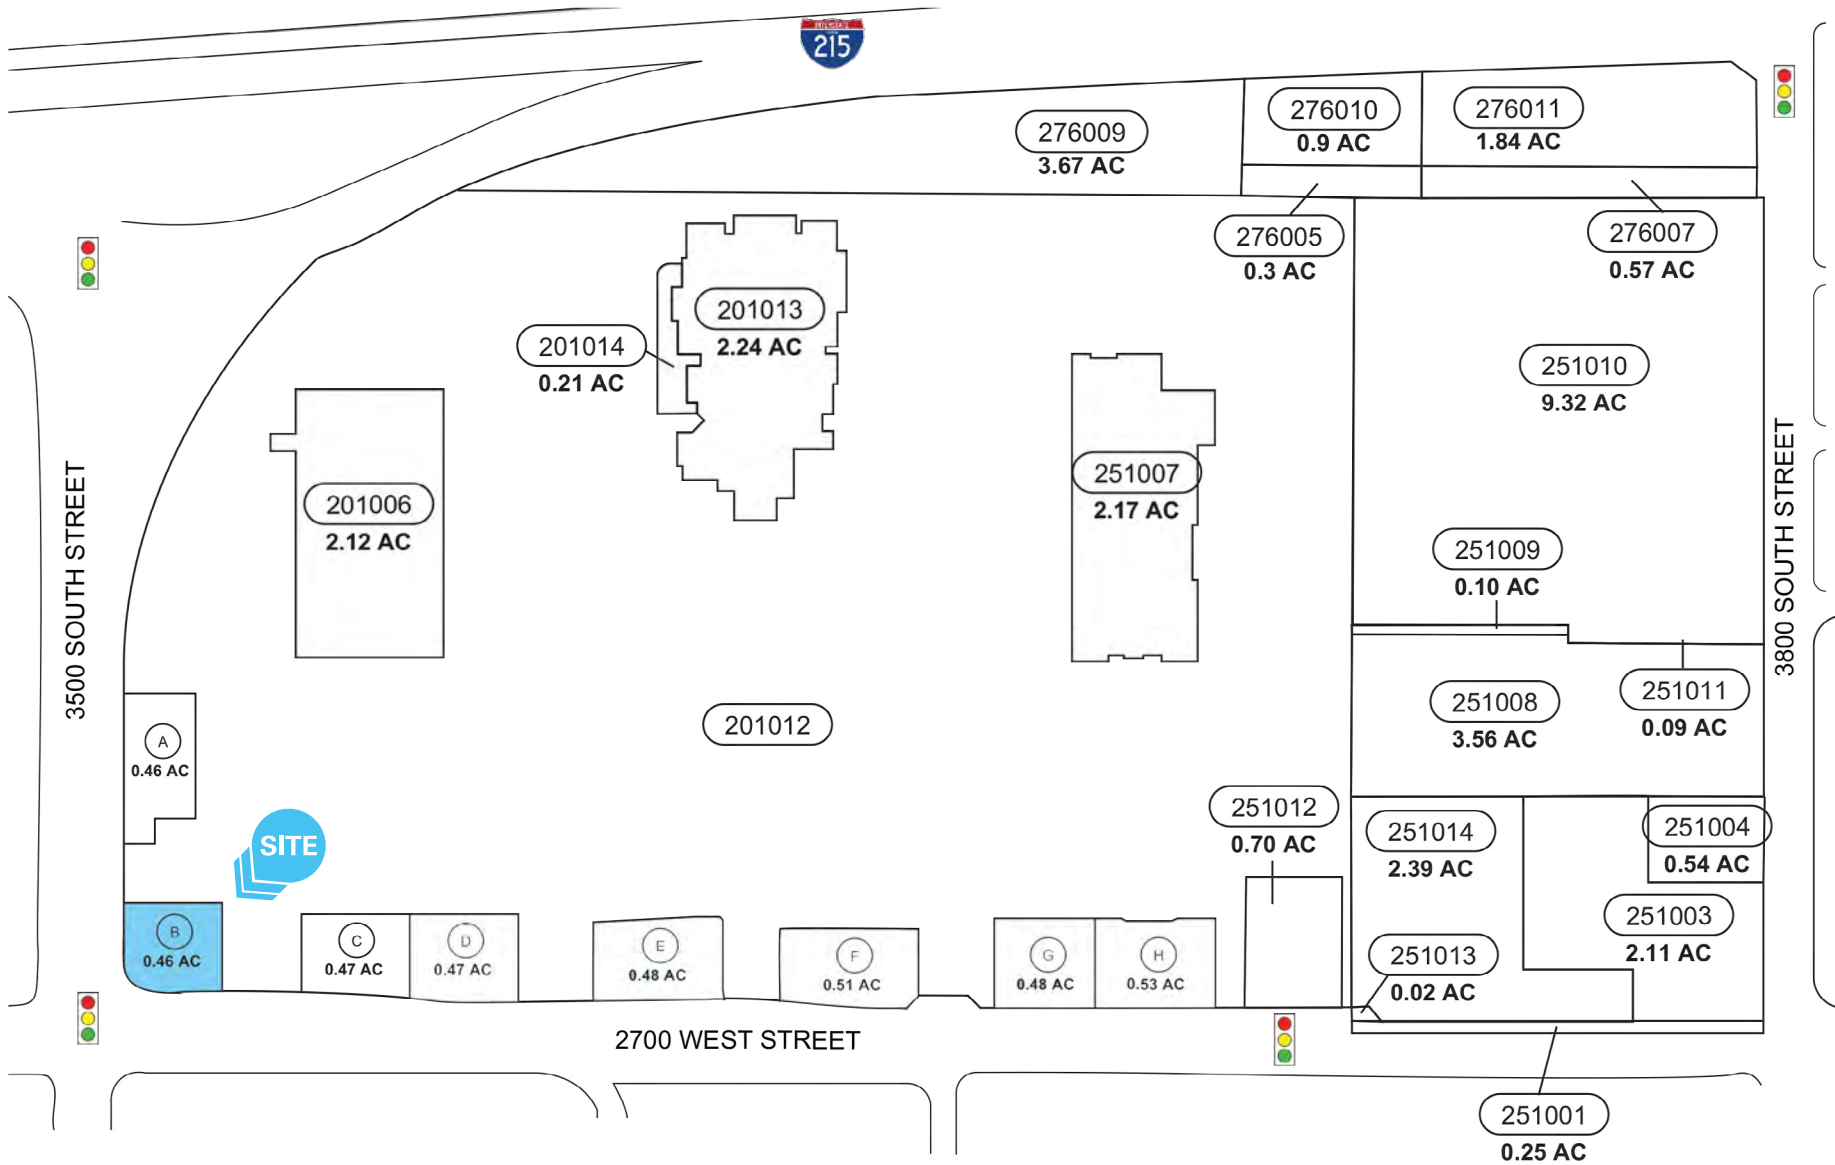 INTERSTATE
215
276009
3.67 AC
276010
0.9 AC
276011
1.84 AC
276005
0.3 AC
276007
0.57 AC
201013
2.24 AC
201014
0.21 AC
251010
9.32 AC
201006
2.12 AC
251007
2.17 AC
251009
0.10 AC
3500 SOUTH STREET
3800 SOUTH STREET
251008
3.56 AC
251011
0.09 AC
201012
A
0.46 AC
SITE
251012
0.70 AC
251014
2.39 AC
251004
0.54 AC
251003
2.11 AC
B
0.46 AC
C
0.47 AC
D
0.47 AC
E
0.48 AC
F
0.51 AC
G
0.48 AC
H
0.53 AC
251013
0.02 AC
2700 WEST STREET
251001
0.25 AC